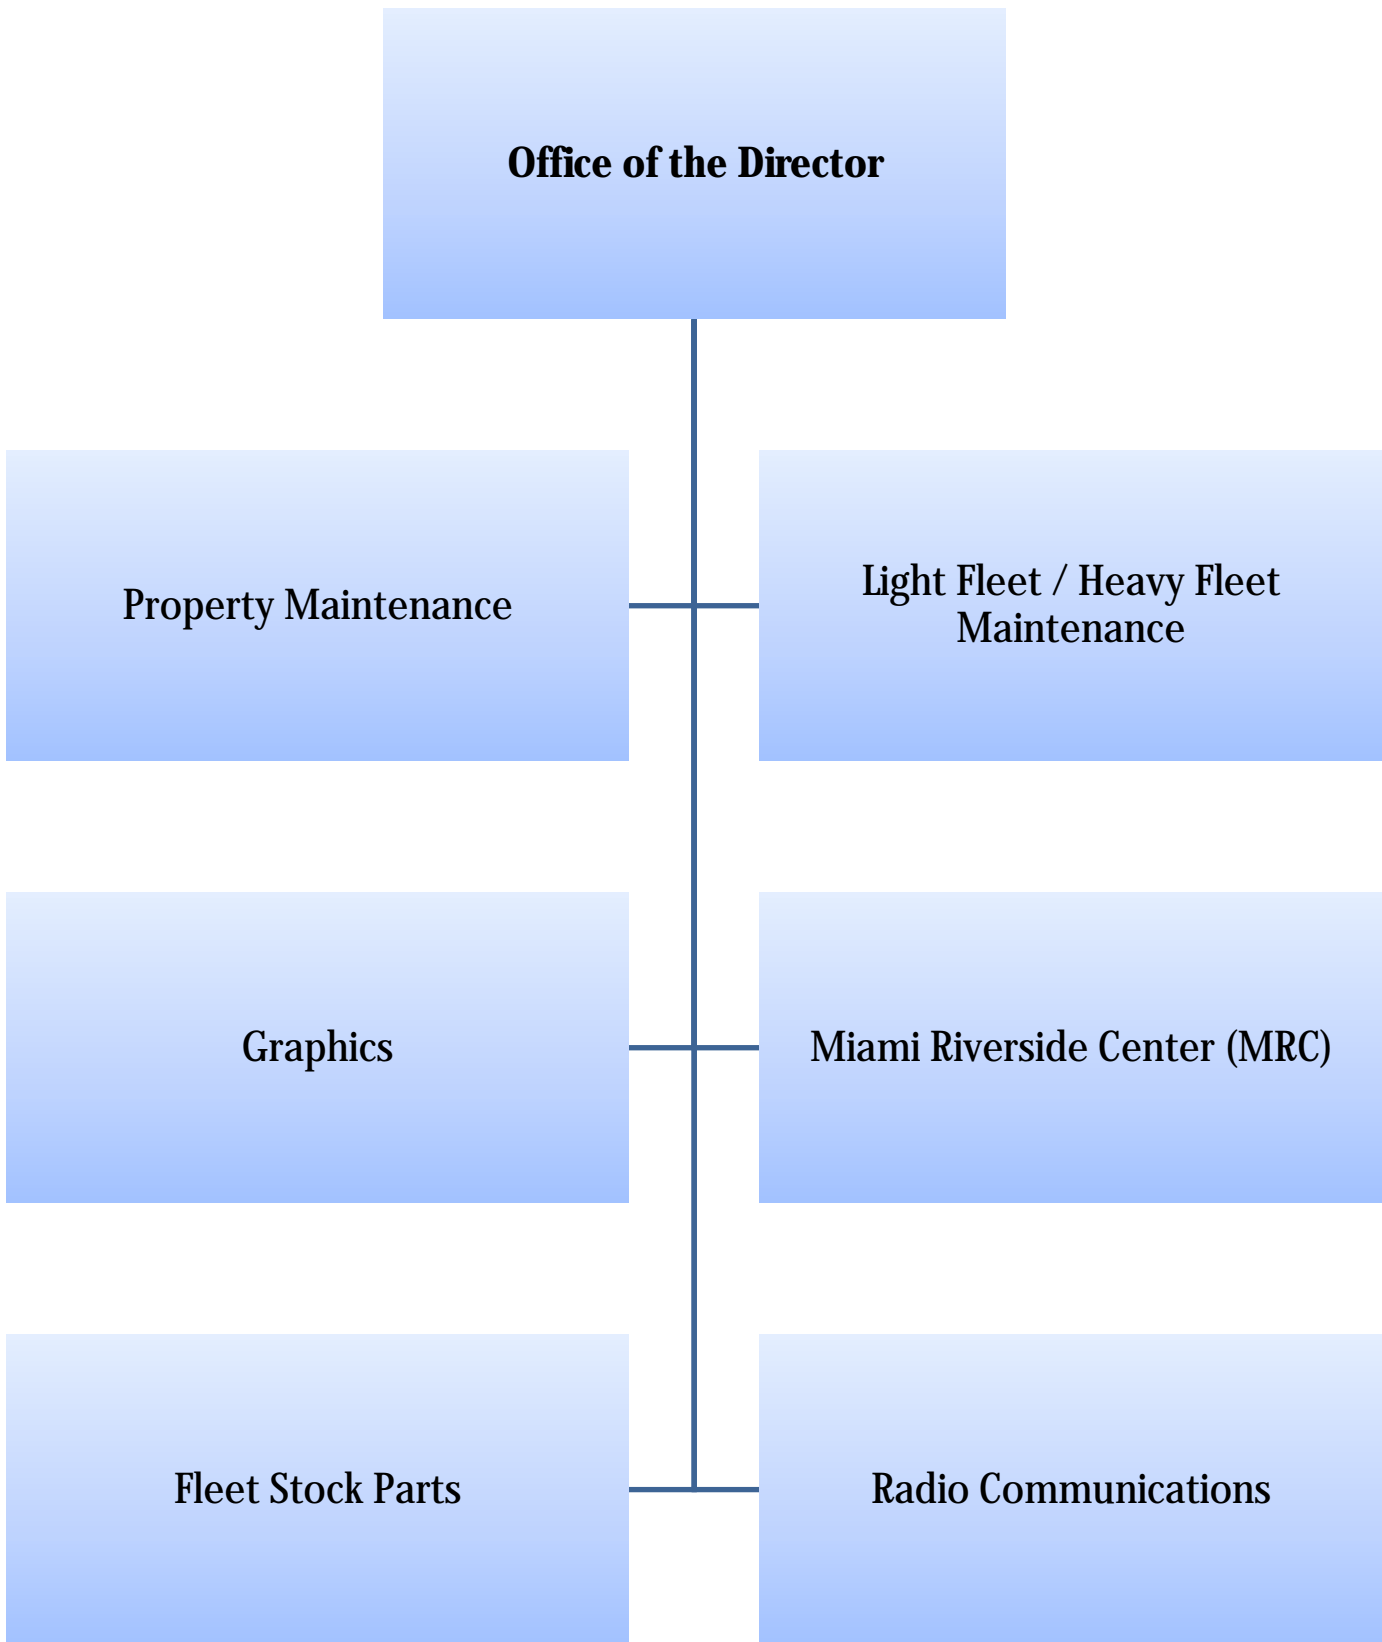 Office of the Director
Property Maintenance
Light Fleet / Heavy Fleet
Maintenance
Graphics
Miami Riverside Center (MRC)
Fleet Stock Parts
Radio Communications